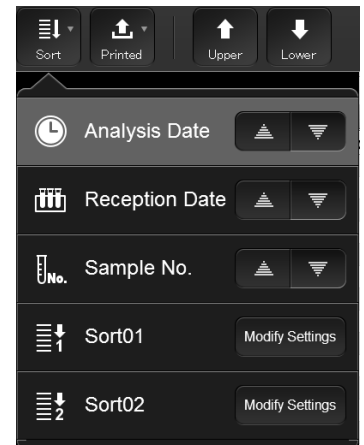 Sort Printed Upper Lower
Analysis Date
Reception Date
No. Sample No.
1 Sort01 Modify Settings
2 Sort02 Modify Settings